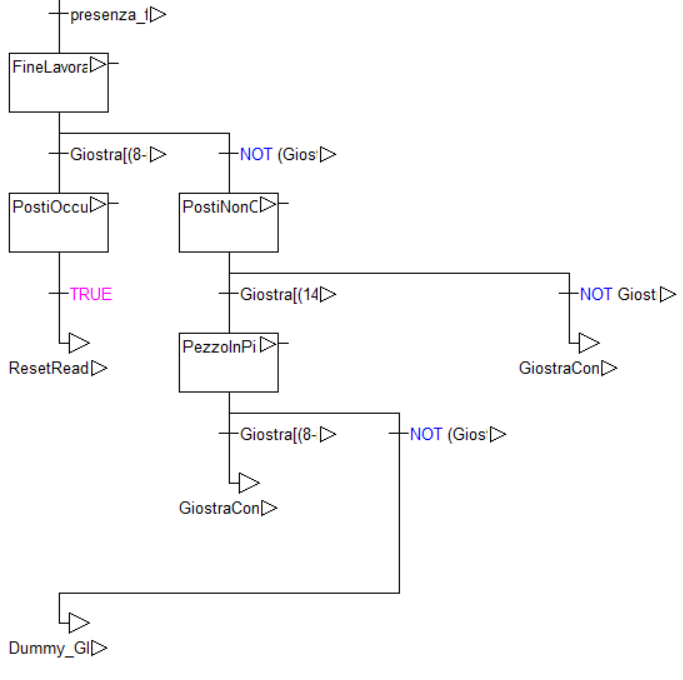 presenza_f
FineLavora
Giostra[(8-
NOT (Gios
PostiOccu
PostiNonC
TRUE
Giostra[(14
NOT Giost
ResetRead
PezzoInPi
GiostraCon
Giostra[(8-
NOT (Gios
GiostraCon
Dummy_Gl